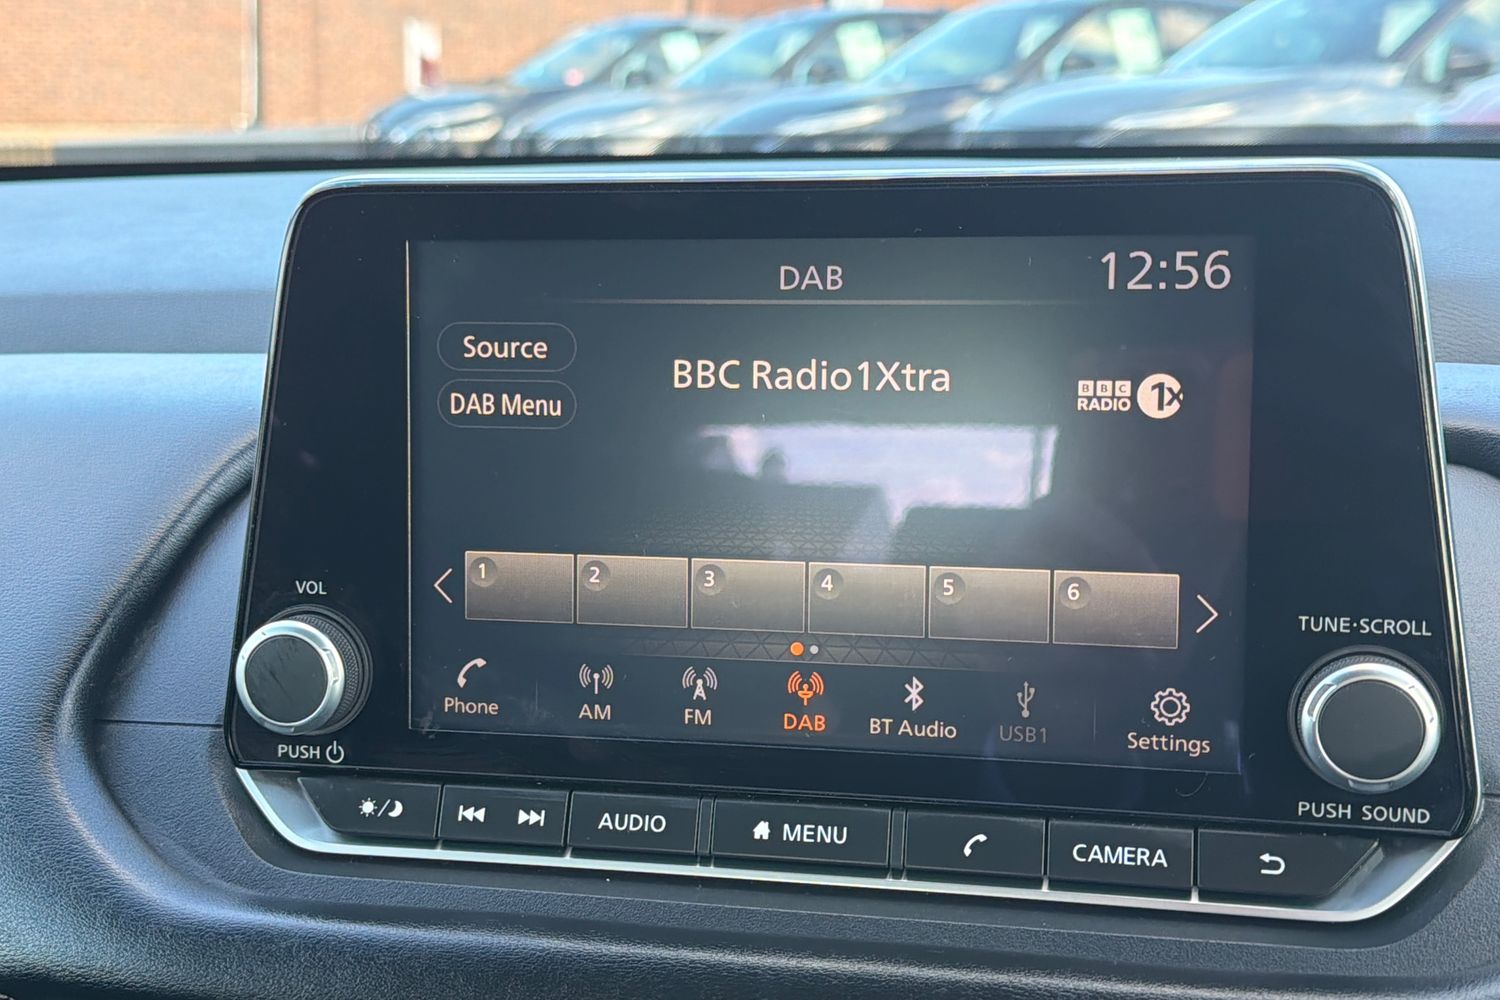 DAB
12:56
Source
DAB Menu
BBC Radio1Xtra
BBC
RADIO 1X
1 2 3 4 5 6
Phone AM FM DAB BT Audio USB1 Settings
VOL
PUSH
TUNE·SCROLL
PUSH SOUND
AUDIO MENU CAMERA